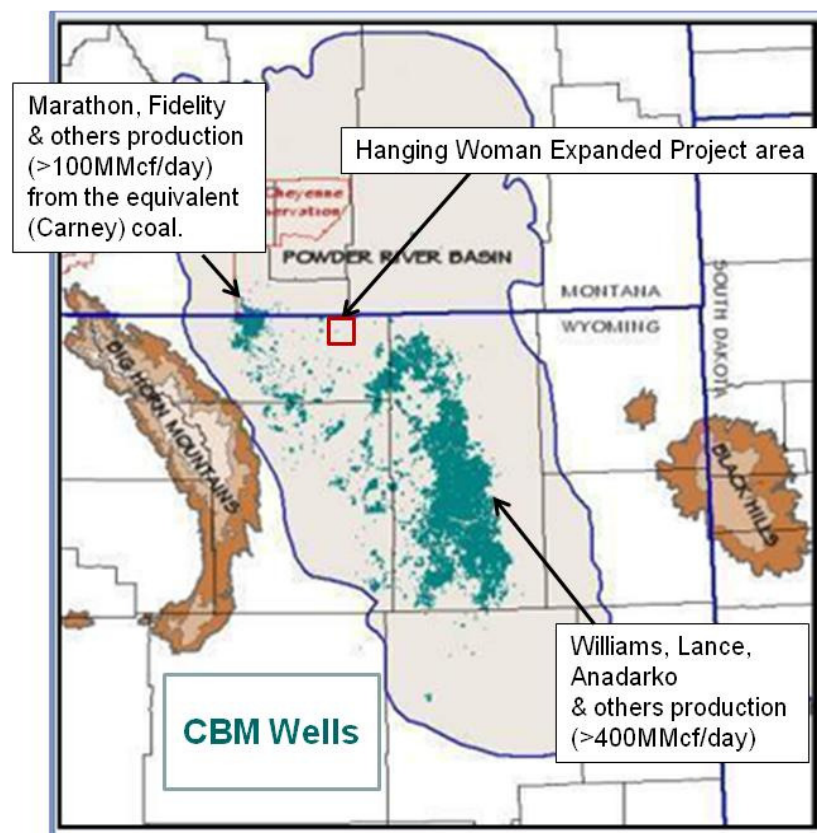 Marathon, Fidelity
& others production
(>100MMcf/day)
from the equivalent
(Carney) coal.
Hanging Woman Expanded Project area
Cheyenne
ervation
POWDER RIVER BASIN
MONTANA
WYOMING
SOUTH DAKOTA
BIG HORN MOUNTAINS
BLACK HILLS
Williams, Lance,
Anadarko
& others production
(>400MMcf/day)
CBM Wells